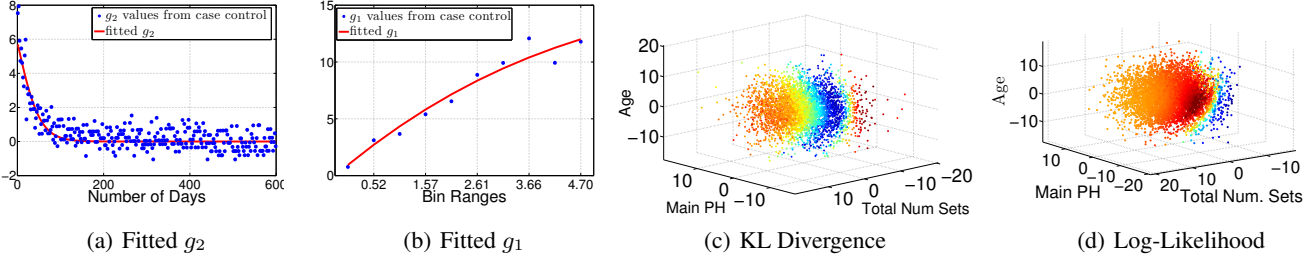 8
6
4
2
0
−2
g2 values from case control
fitted g2
0 200 400 600
Number of Days
(a) Fitted g2
15
10
5
0
g1 values from case control
fitted g1
0.52 1.57 2.61 3.66 4.70
Bin Ranges
(b) Fitted g1
20
10
0
−10
Age
10 0 −10
Main PH
10 0 −10 −20
Total Num Sets
(c) KL Divergence
10
0
−10
Age
10 0 −10
Main PH
20 10 0 −10
Total Num. Sets
(d) Log-Likelihood